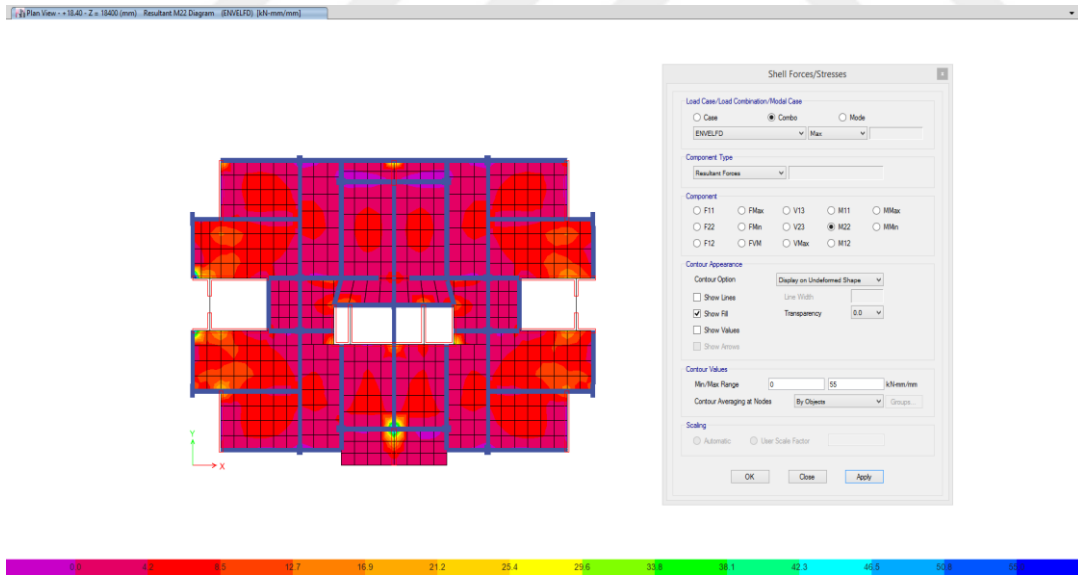 Plan View - +18.40 - Z = 18400 (mm) Resultant M22 Diagram (ENVELFD) [kN-mm/mm]
Shell Forces/Stresses
x
Load Case/Load Combination/Modal Case
Case Combo Mode
ENVELFD Max
Component Type
Resultant Forces
Component
F11 FMax V13 M11 MMax
F22 FMin V23 M22 MMin
F12 FVM VMax M12
Contour Appearance
Contour Option Display on Undeformed Shape
Show Lines Line Width
Show Fill Transparency 0.0
Show Values
Show Arrows
Contour Values
Min/Max Range 0 55 kN-mm/mm
Contour Averaging at Nodes By Objects Groups...
Scaling
Automatic User Scale Factor
OK Close Apply
Y
X
0.0 4.2 8.5 12.7 16.9 21.2 25.4 29.6 33.8 38.1 42.3 46.5 50.8